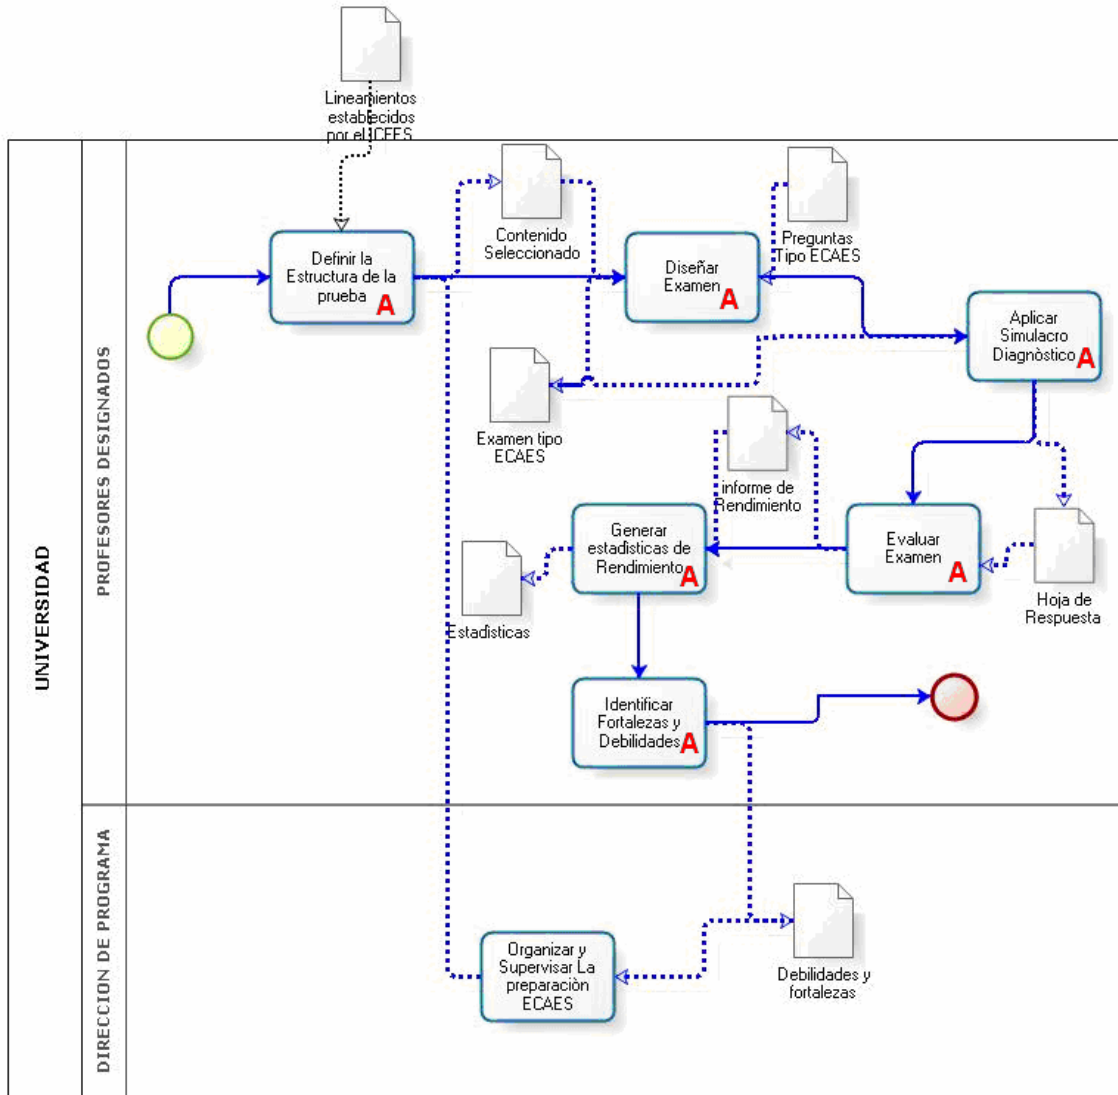 Lineamientos
establecidos
por el ICFES
UNIVERSIDAD
PROFESORES DESIGNADOS
Definir la
Estructura de la
prueba
A
Contenido
Seleccionado
Diseñar
Examen
A
Preguntas
Tipo ECAES
Aplicar
Simulacro
Diagnòstico
A
Examen tipo
ECAES
informe de
Rendimiento
Generar
estadìsticas de
Rendimiento
A
Evaluar
Examen
A
Hoja de
Respuesta
Estadìsticas
Identificar
Fortalezas y
Debilidades
A
DIRECCION DE PROGRAMA
Organizar y
Supervisar La
preparaciòn
ECAES
Debilidades y
fortalezas